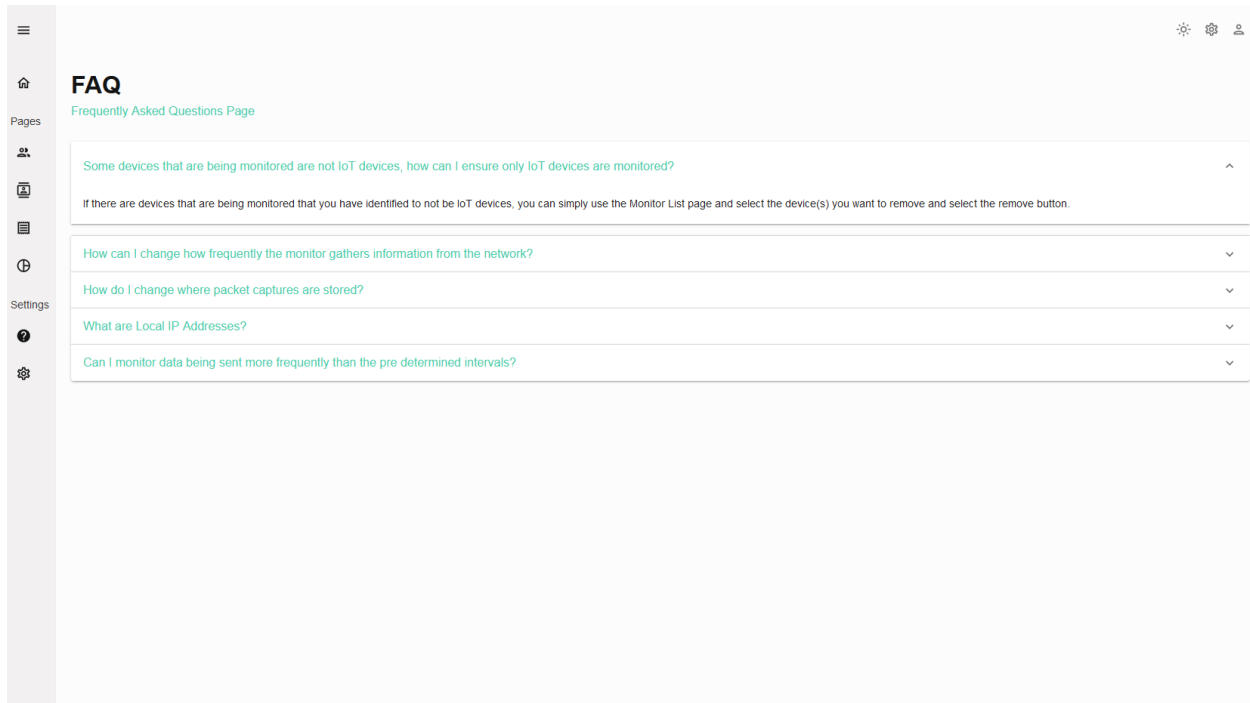 FAQ
Frequently Asked Questions Page
Pages
Some devices that are being monitored are not IoT devices, how can I ensure only IoT devices are monitored?
If there are devices that are being monitored that you have identified to not be IoT devices, you can simply use the Monitor List page and select the device(s) you want to remove and select the remove button.
How can I change how frequently the monitor gathers information from the network?
How do I change where packet captures are stored?
Settings
What are Local IP Addresses?
Can I monitor data being sent more frequently than the pre determined intervals?